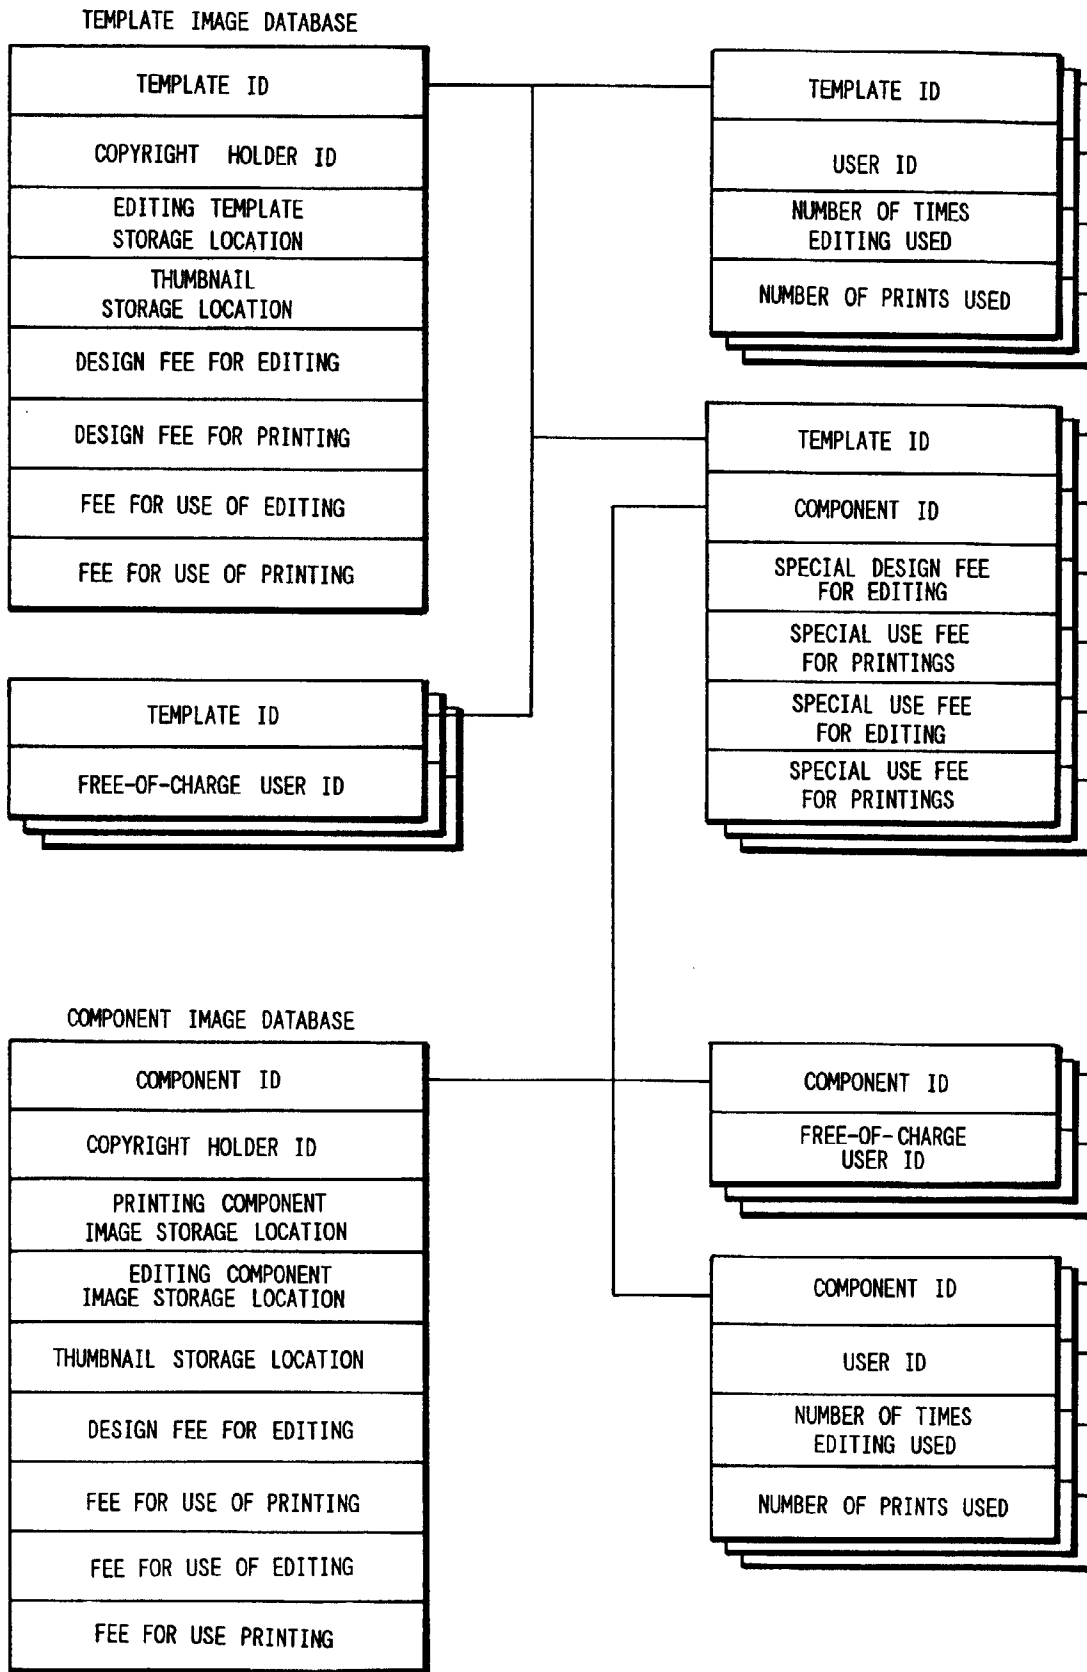 TEMPLATE IMAGE DATABASE
TEMPLATE ID
COPYRIGHT HOLDER ID
EDITING TEMPLATE
STORAGE LOCATION
THUMBNAIL
STORAGE LOCATION
DESIGN FEE FOR EDITING
DESIGN FEE FOR PRINTING
FEE FOR USE OF EDITING
FEE FOR USE OF PRINTING
TEMPLATE ID
FREE-OF-CHARGE USER ID
TEMPLATE ID
USER ID
NUMBER OF TIMES
EDITING USED
NUMBER OF PRINTS USED
TEMPLATE ID
COMPONENT ID
SPECIAL DESIGN FEE
FOR EDITING
SPECIAL USE FEE
FOR PRINTINGS
SPECIAL USE FEE
FOR EDITING
SPECIAL USE FEE
FOR PRINTINGS
COMPONENT IMAGE DATABASE
COMPONENT ID
COPYRIGHT HOLDER ID
PRINTING COMPONENT
IMAGE STORAGE LOCATION
EDITING COMPONENT
IMAGE STORAGE LOCATION
THUMBNAIL STORAGE LOCATION
DESIGN FEE FOR EDITING
FEE FOR USE OF PRINTING
FEE FOR USE OF EDITING
FEE FOR USE PRINTING
COMPONENT ID
FREE-OF-CHARGE
USER ID
COMPONENT ID
USER ID
NUMBER OF TIMES
EDITING USED
NUMBER OF PRINTS USED